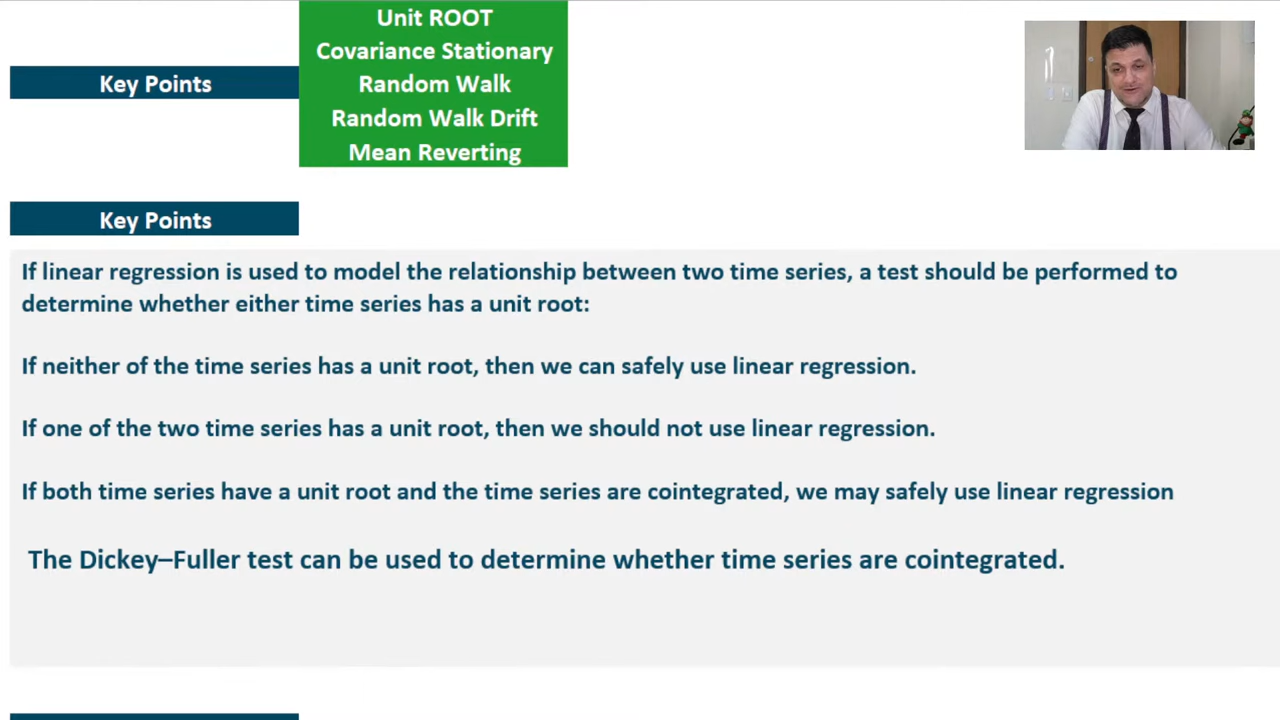 Unit ROOT
Covariance Stationary
Key Points
Random Walk
Random Walk Drift
Mean Reverting
Key Points
If linear regression is used to model the relationship between two time series, a test should be performed to
determine whether either time series has a unit root:
If neither of the time series has a unit root, then we can safely use linear regression.
If one of the two time series has a unit root, then we should not use linear regression.
If both time series have a unit root and the time series are cointegrated, we may safely use linear regression
The Dickey–Fuller test can be used to determine whether time series are cointegrated.